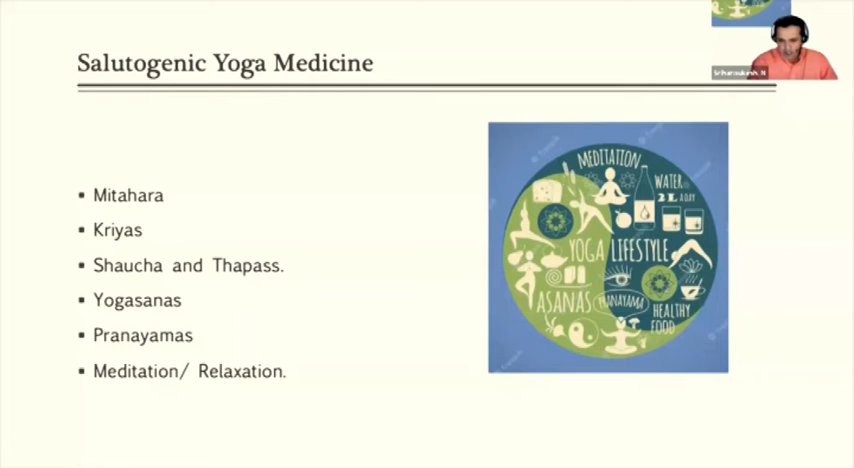 Salutogenic Yoga Medicine
▪ Mitahara
▪ Kriyas
▪ Shaucha and Thapass.
▪ Yogasanas
▪ Pranayamas
▪ Meditation/ Relaxation.
MEDITATION
WATER
2L A DAY
YOGA LIFESTYLE
ASANAS
PRANAYAMA
HEALTHY
FOOD